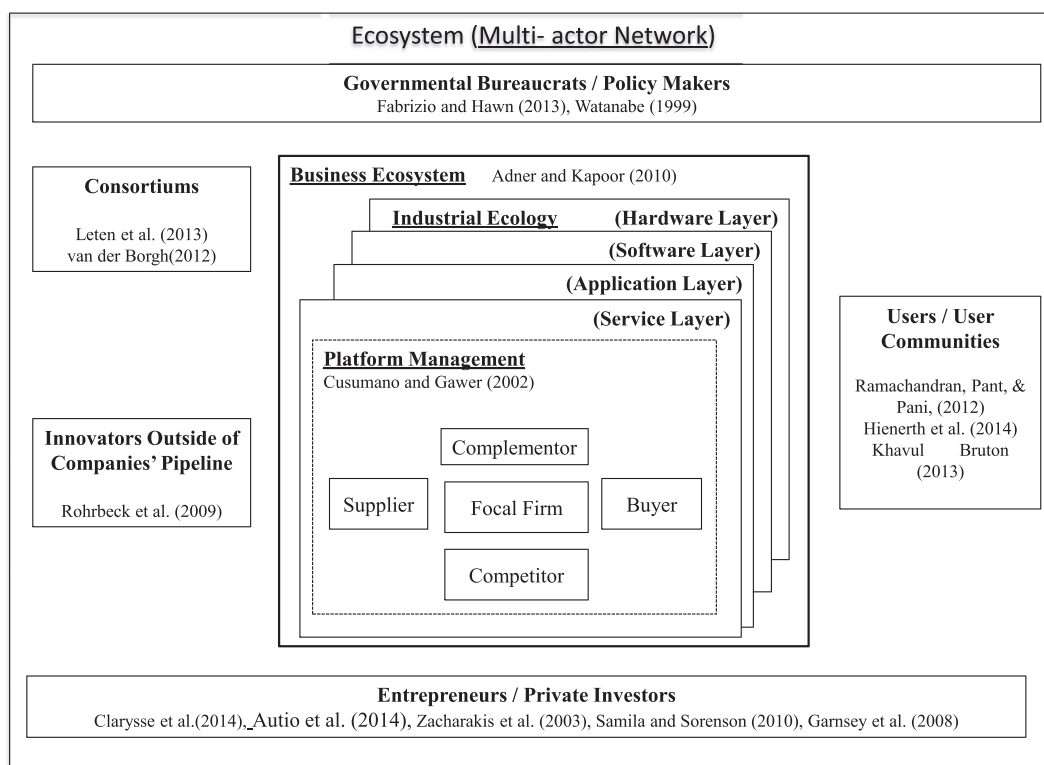 Ecosystem (Multi- actor Network)
Governmental Bureaucrats / Policy Makers
Fabrizio and Hawn (2013), Watanabe (1999)
Consortiums
Leten et al. (2013)
van der Borgh(2012)
Innovators Outside of
Companies' Pipeline
Rohrbeck et al. (2009)
Business Ecosystem Adner and Kapoor (2010)
Industrial Ecology (Hardware Layer)
(Software Layer)
(Application Layer)
(Service Layer)
Platform Management
Cusumano and Gawer (2002)
Complementor
Supplier
Focal Firm
Buyer
Competitor
Users / User
Communities
Ramachandran, Pant, &
Pani, (2012)
Hienerth et al. (2014)
Khavul Bruton
(2013)
Entrepreneurs / Private Investors
Clarysse et al.(2014), Autio et al. (2014), Zacharakis et al. (2003), Samila and Sorenson (2010), Garnsey et al. (2008)